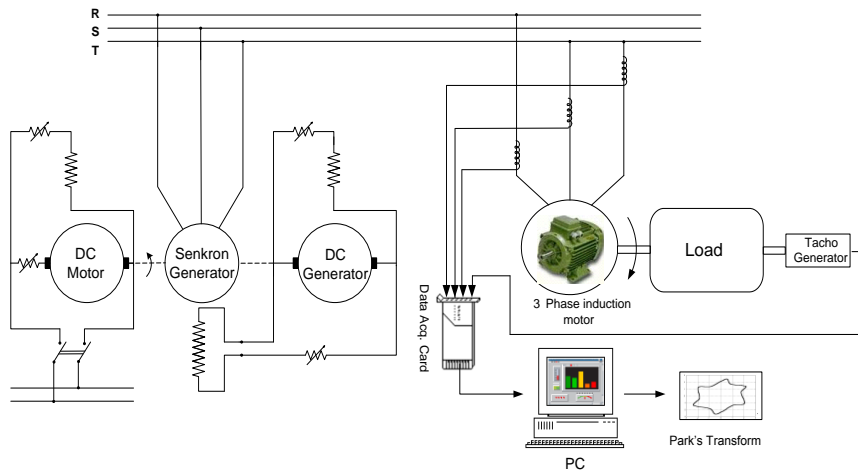 R
S
T
DC
Motor
Senkron
Generator
DC
Generator
3 Phase induction
motor
Load
Tacho
Generator
Data Acq. Card
PC
Park's Transform